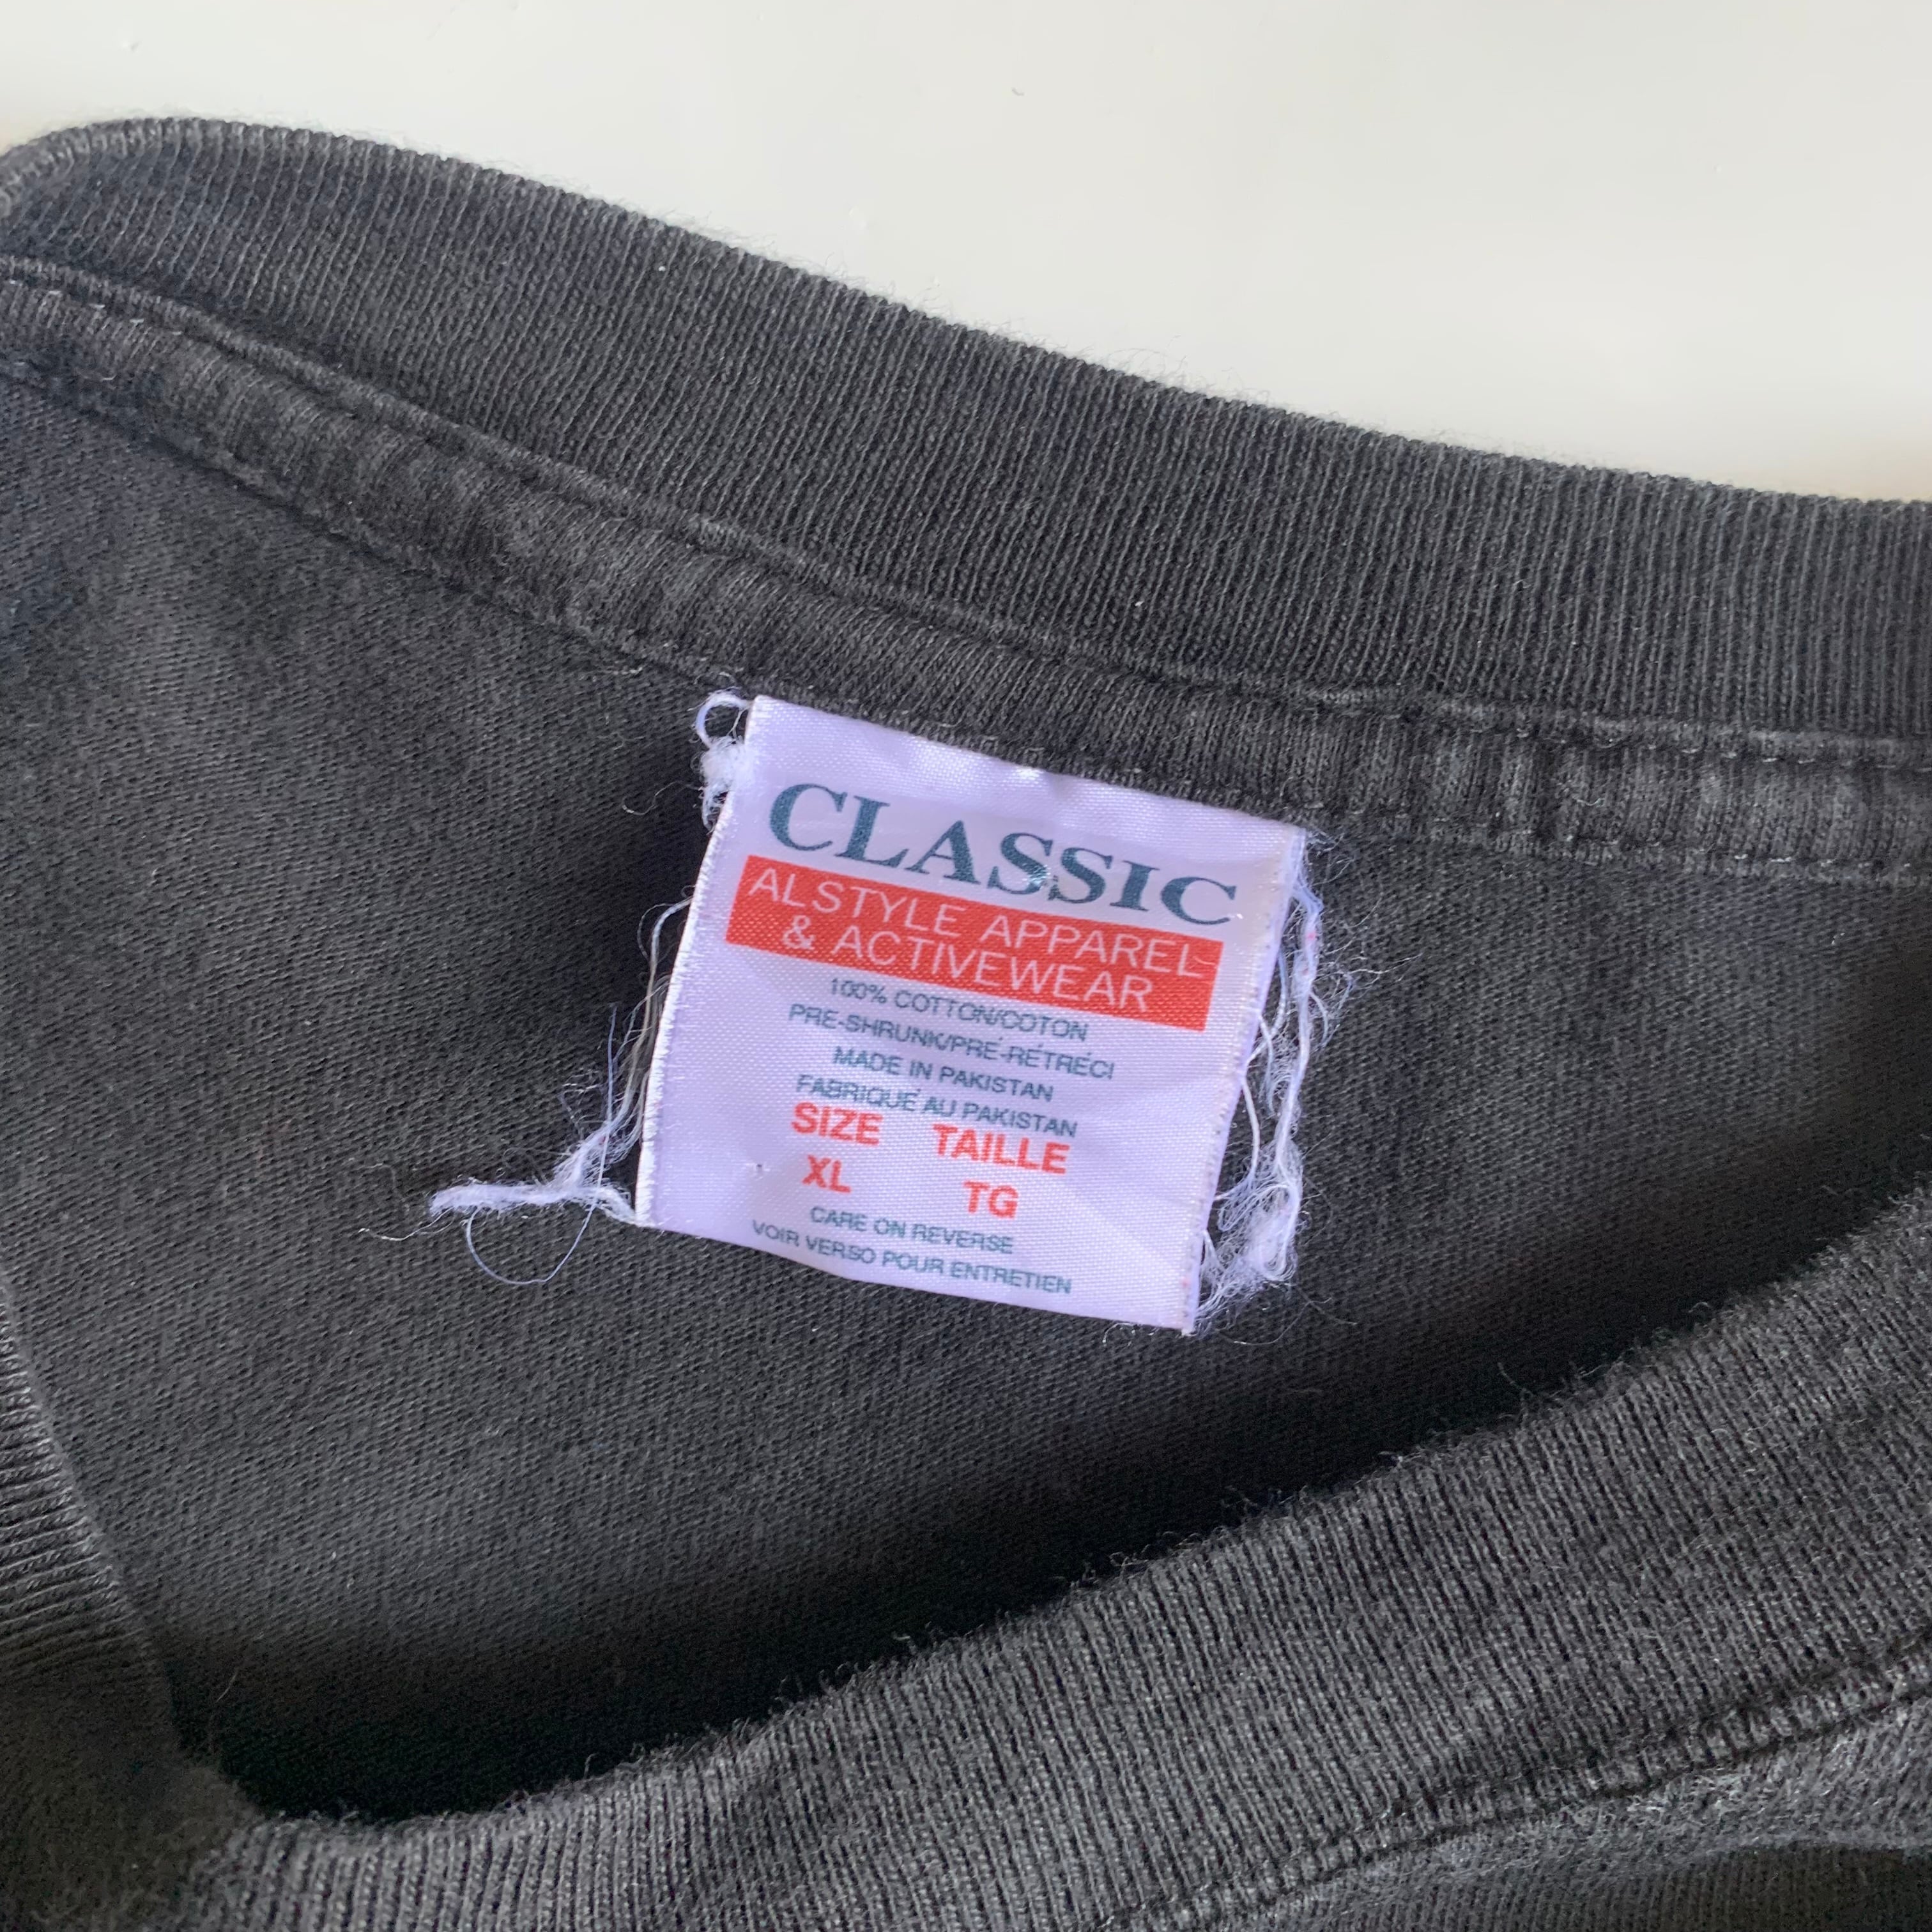 CLASSIC
ALSTYLE APPAREL
& ACTIVEWEAR
100% COTTON/COTON
PRE-SHRUNK/PRÉ-RÉTRÉCI
MADE IN PAKISTAN
FABRIQUÉ AU PAKISTAN
SIZE TAILLE
XL TG
CARE ON REVERSE
VOIR VERSO POUR ENTRETIEN